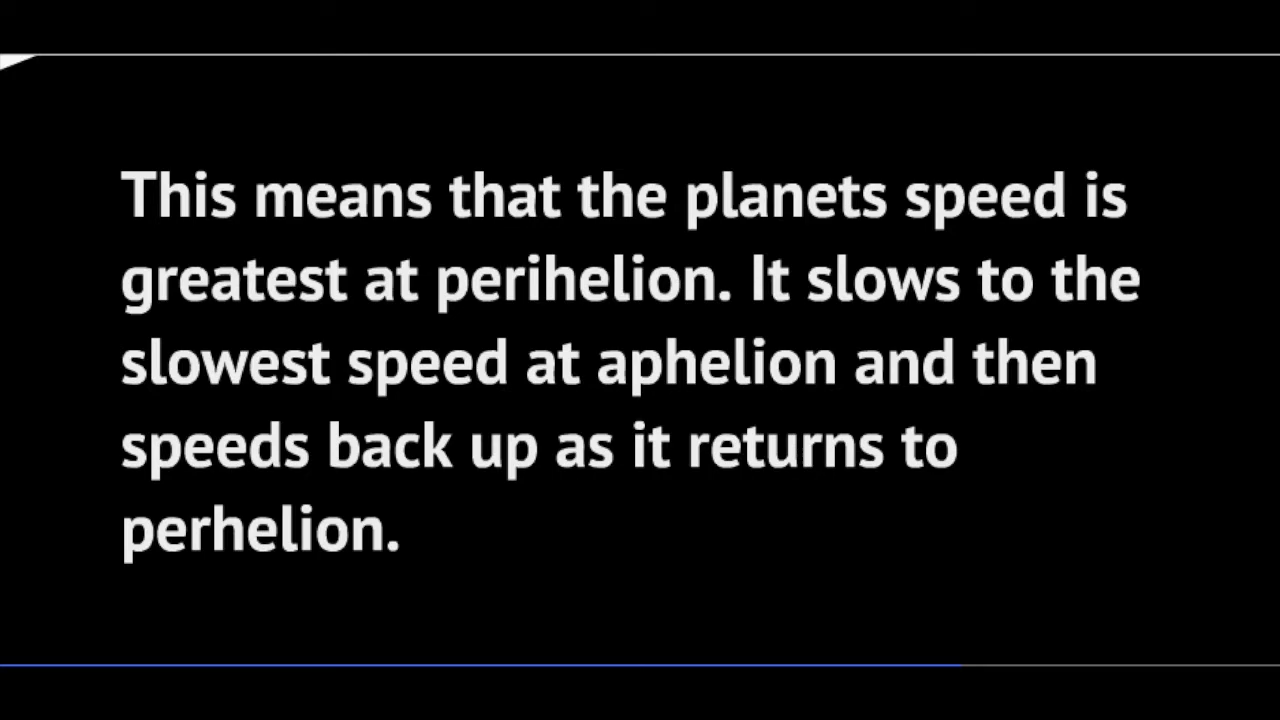 This means that the planets speed is
greatest at perihelion. It slows to the
slowest speed at aphelion and then
speeds back up as it returns to
perhelion.